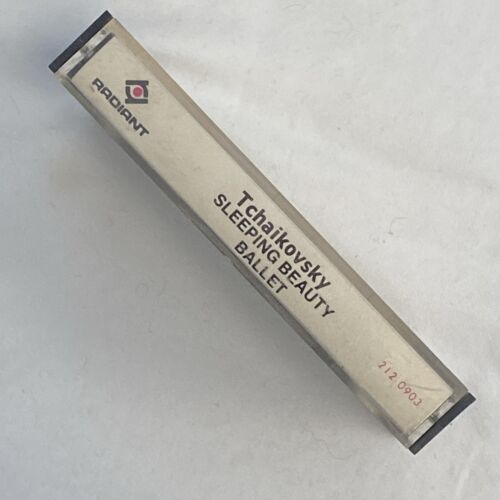 RADIANT
Tchaikovsky
SLEEPING BEAUTY
BALLET
212 0903